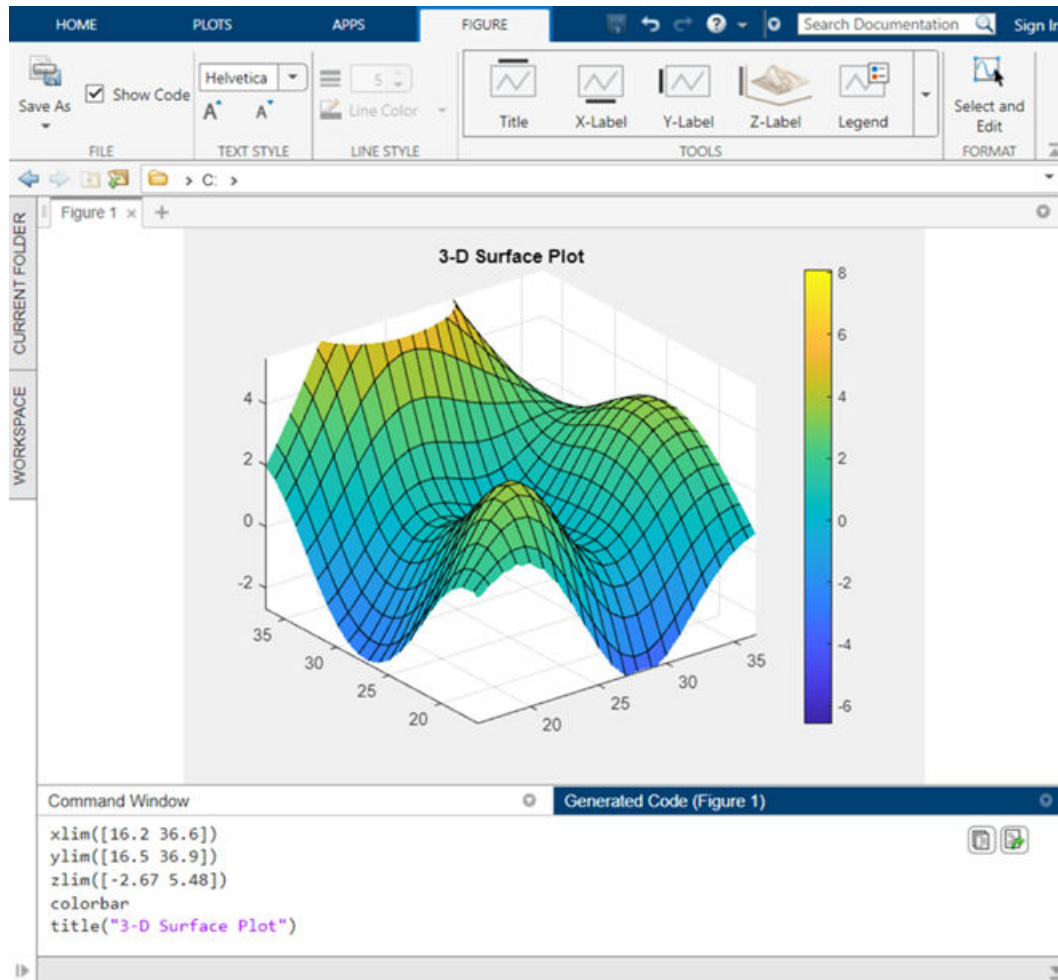 HOME PLOTS APPS FIGURE Search Documentation Sign In
Save As
Show Code
FILE
Helvetica
A A
TEXT STYLE
5
Line Color
LINE STYLE
Title X-Label Y-Label Z-Label Legend
TOOLS
Select and
Edit
FORMAT
C:
CURRENT FOLDER
WORKSPACE
Figure 1
3-D Surface Plot
4
2
0
-2
35
30
25
20
20
25
30
35
8
6
4
2
0
-2
-4
-6
Command Window
Generated Code (Figure 1)
xlim([16.2 36.6])
ylim([16.5 36.9])
zlim([-2.67 5.48])
colorbar
title("3-D Surface Plot")